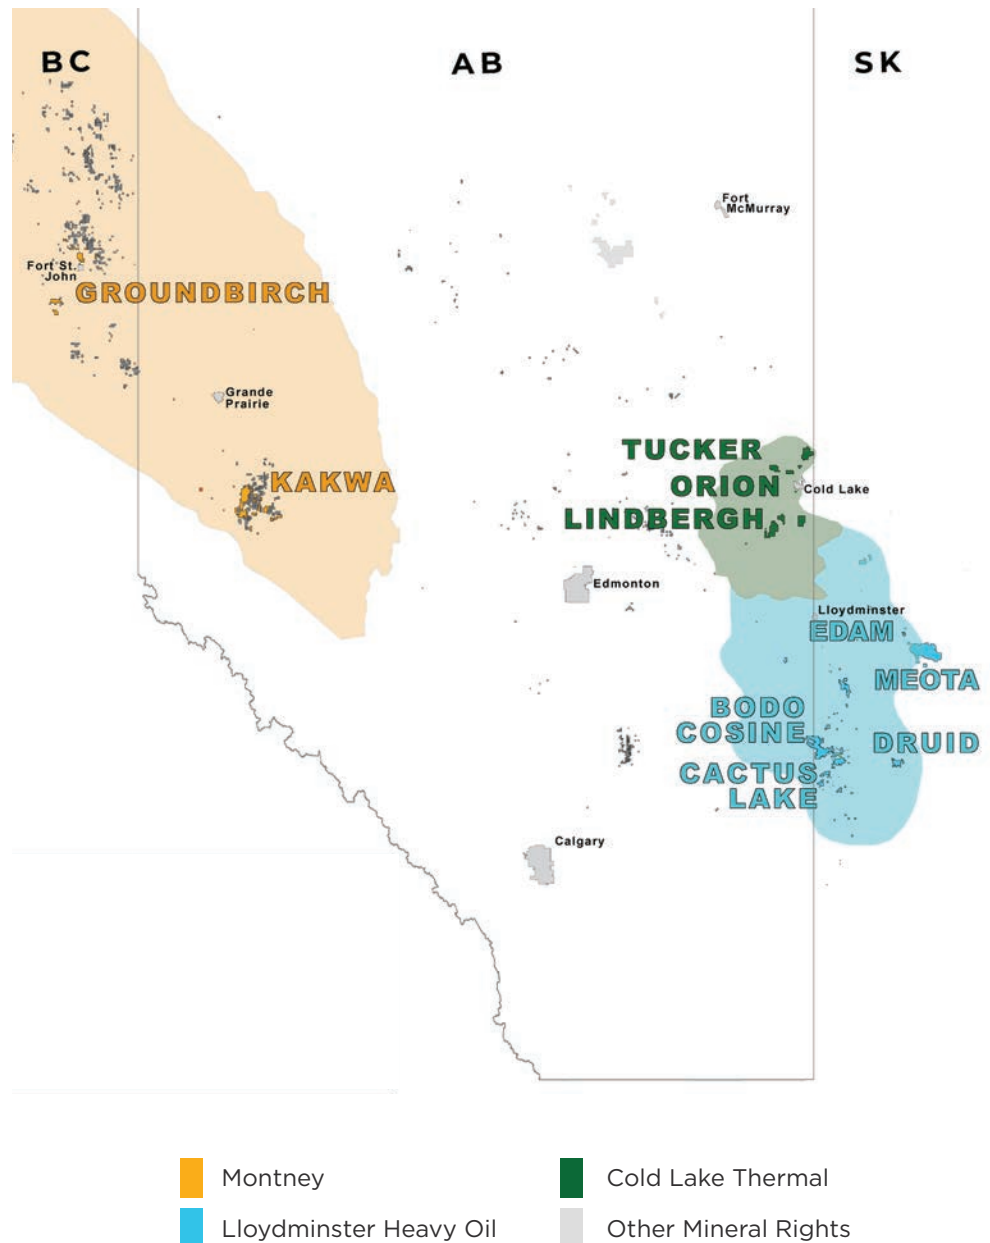 BC
AB
SK
Fort
McMurray
Fort St.
John
GROUNDBIRCH
Grande
Prairie
KAKWA
TUCKER
ORION
Cold Lake
LINDBERGH
Edmonton
Lloydminster
EDAM
MEOTA
BODO
COSINE
DRUID
CACTUS
LAKE
Calgary
Montney
Cold Lake Thermal
Lloydminster Heavy Oil
Other Mineral Rights